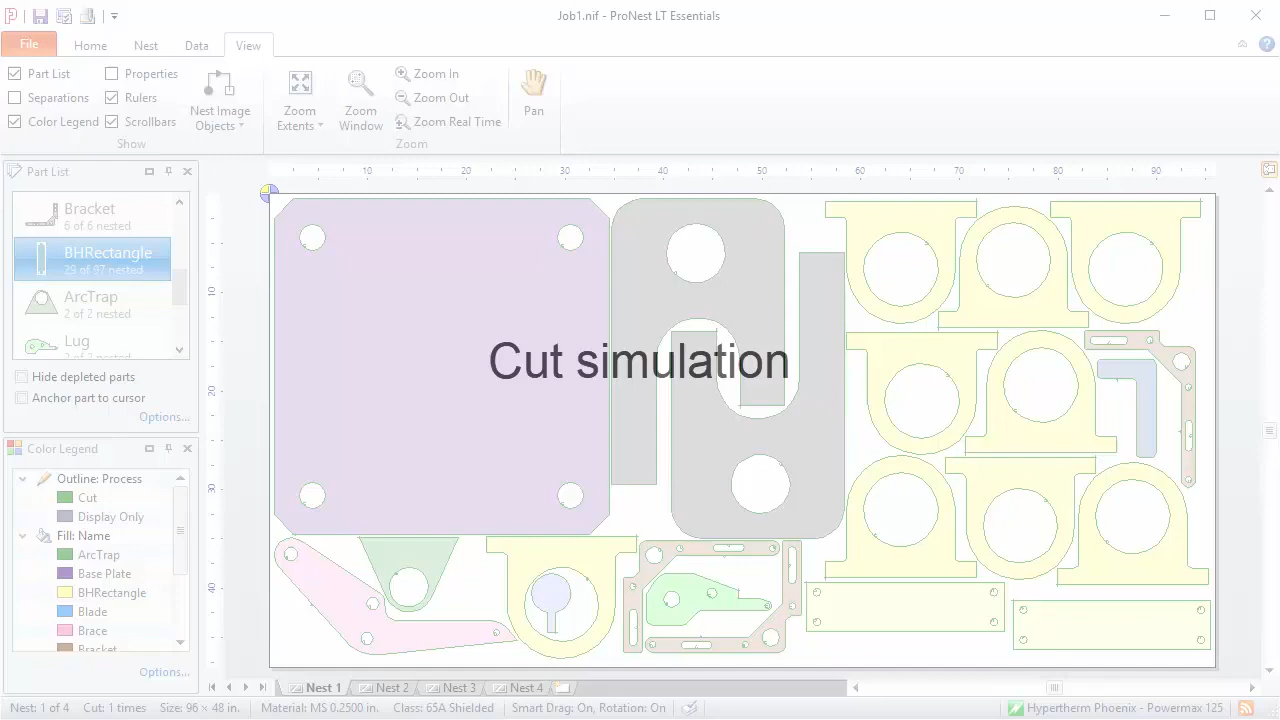 Job1.nif - ProNest LT Essentials
File Home Nest Data View
Part List Properties
Separations Rulers
Color Legend Scrollbars
Show
Nest Image
Objects
Zoom
Extents
Zoom
Window
Zoom In
Zoom Out
Zoom Real Time
Zoom
Pan
Part List
Bracket
6 of 6 nested
BHRectangle
29 of 97 nested
ArcTrap
2 of 2 nested
Lug
2 of 2 nested
Hide depleted parts
Anchor part to cursor
Options...
Color Legend
Outline: Process
Cut
Display Only
Fill: Name
ArcTrap
Base Plate
BHRectangle
Blade
Brace
Bracket
Options...
10 20 30 40 50 60 70 80 90
10
20
30
40
Cut simulation
Nest 1 Nest 2 Nest 3 Nest 4
Nest: 1 of 4 Cut: 1 times Size: 96 × 48 in. Material: MS 0.2500 in. Class: 65A Shielded Smart Drag: On, Rotation: On Hypertherm Phoenix - Powermax 125